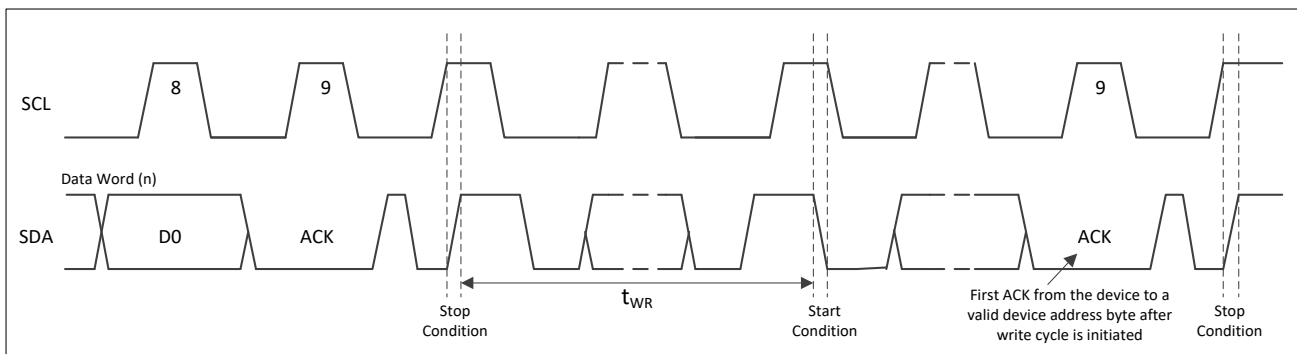 SCL
8
9
9
Data Word (n)
SDA
D0
ACK
ACK
tWR
Stop
Condition
Start
Condition
First ACK from the device to a
valid device address byte after
write cycle is initiated
Stop
Condition